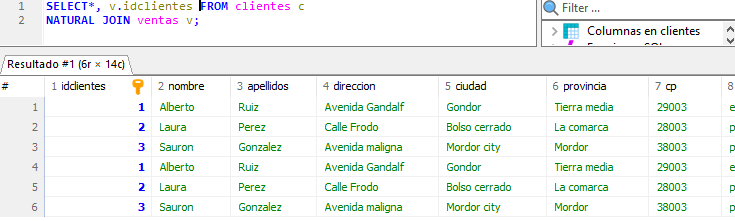 1 SELECT*, v.idclientes FROM clientes c
2 NATURAL JOIN ventas v;
Filter ...
Columnas en clientes
Resultado #1 (6r × 14c)
# 1 idclientes 2 nombre 3 apellidos 4 direccion 5 ciudad 6 provincia 7 cp 8
1 1 Alberto Ruiz Avenida Gandalf Gondor Tierra media 29003 e
2 2 Laura Perez Calle Frodo Bolso cerrado La comarca 28003 p
3 3 Sauron Gonzalez Avenida maligna Mordor city Mordor 38003 p
4 1 Alberto Ruiz Avenida Gandalf Gondor Tierra media 29003 e
5 2 Laura Perez Calle Frodo Bolso cerrado La comarca 28003 p
6 3 Sauron Gonzalez Avenida maligna Mordor city Mordor 38003 p